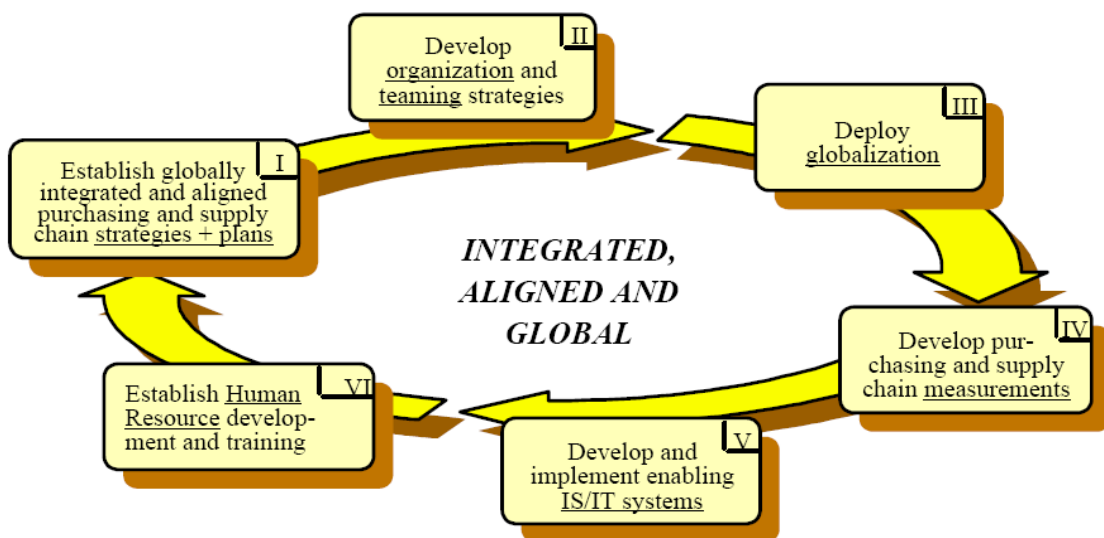 I
Establish globally
integrated and aligned
purchasing and supply
chain strategies + plans
II
Develop
organization and
teaming strategies
III
Deploy
globalization
IV
Develop pur-
chasing and supply
chain measurements
V
Develop and
implement enabling
IS/IT systems
VI
Establish Human
Resource develop-
ment and training
INTEGRATED,
ALIGNED AND
GLOBAL